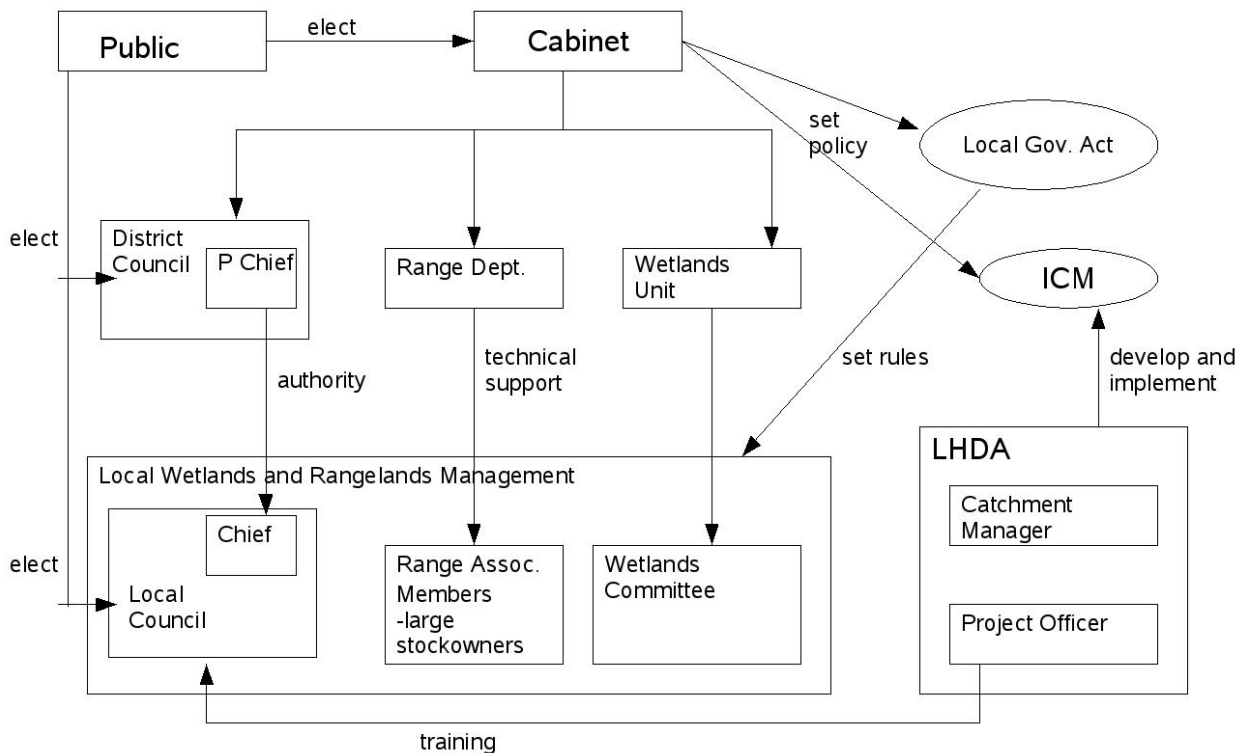 Public
elect
Cabinet
set
policy
Local Gov. Act
elect
District
Council
P Chief
Range Dept.
Wetlands
Unit
ICM
authority
technical
support
set rules
develop and
implement
LHDA
Local Wetlands and Rangelands Management
Catchment
Manager
Chief
elect
Local
Council
Range Assoc.
Members
-large
stockowners
Wetlands
Committee
Project Officer
training